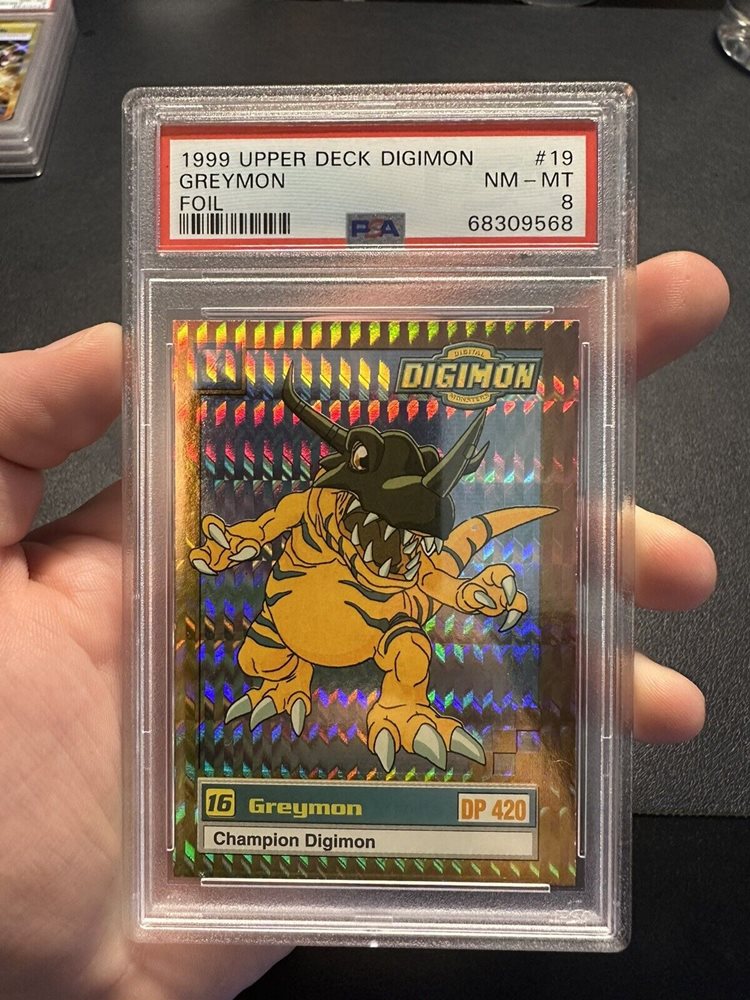 1999 UPPER DECK DIGIMON #19
GREYMON NM – MT
FOIL 8
PSA 68309568
DIGITAL
DIGIMON
MONSTERS
16 Greymon DP 420
Champion Digimon